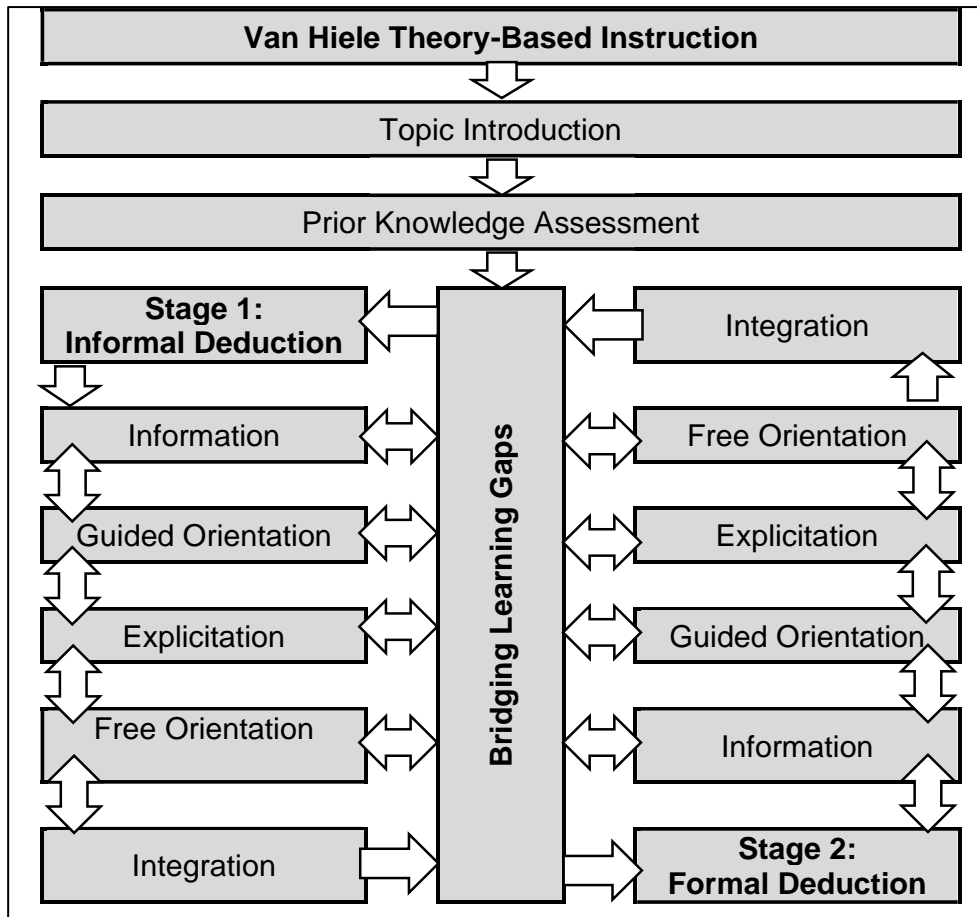 Van Hiele Theory-Based Instruction
Topic Introduction
Prior Knowledge Assessment
Stage 1:
Informal Deduction
Information
Guided Orientation
Explicitation
Free Orientation
Integration
Bridging Learning Gaps
Integration
Free Orientation
Explicitation
Guided Orientation
Information
Stage 2:
Formal Deduction